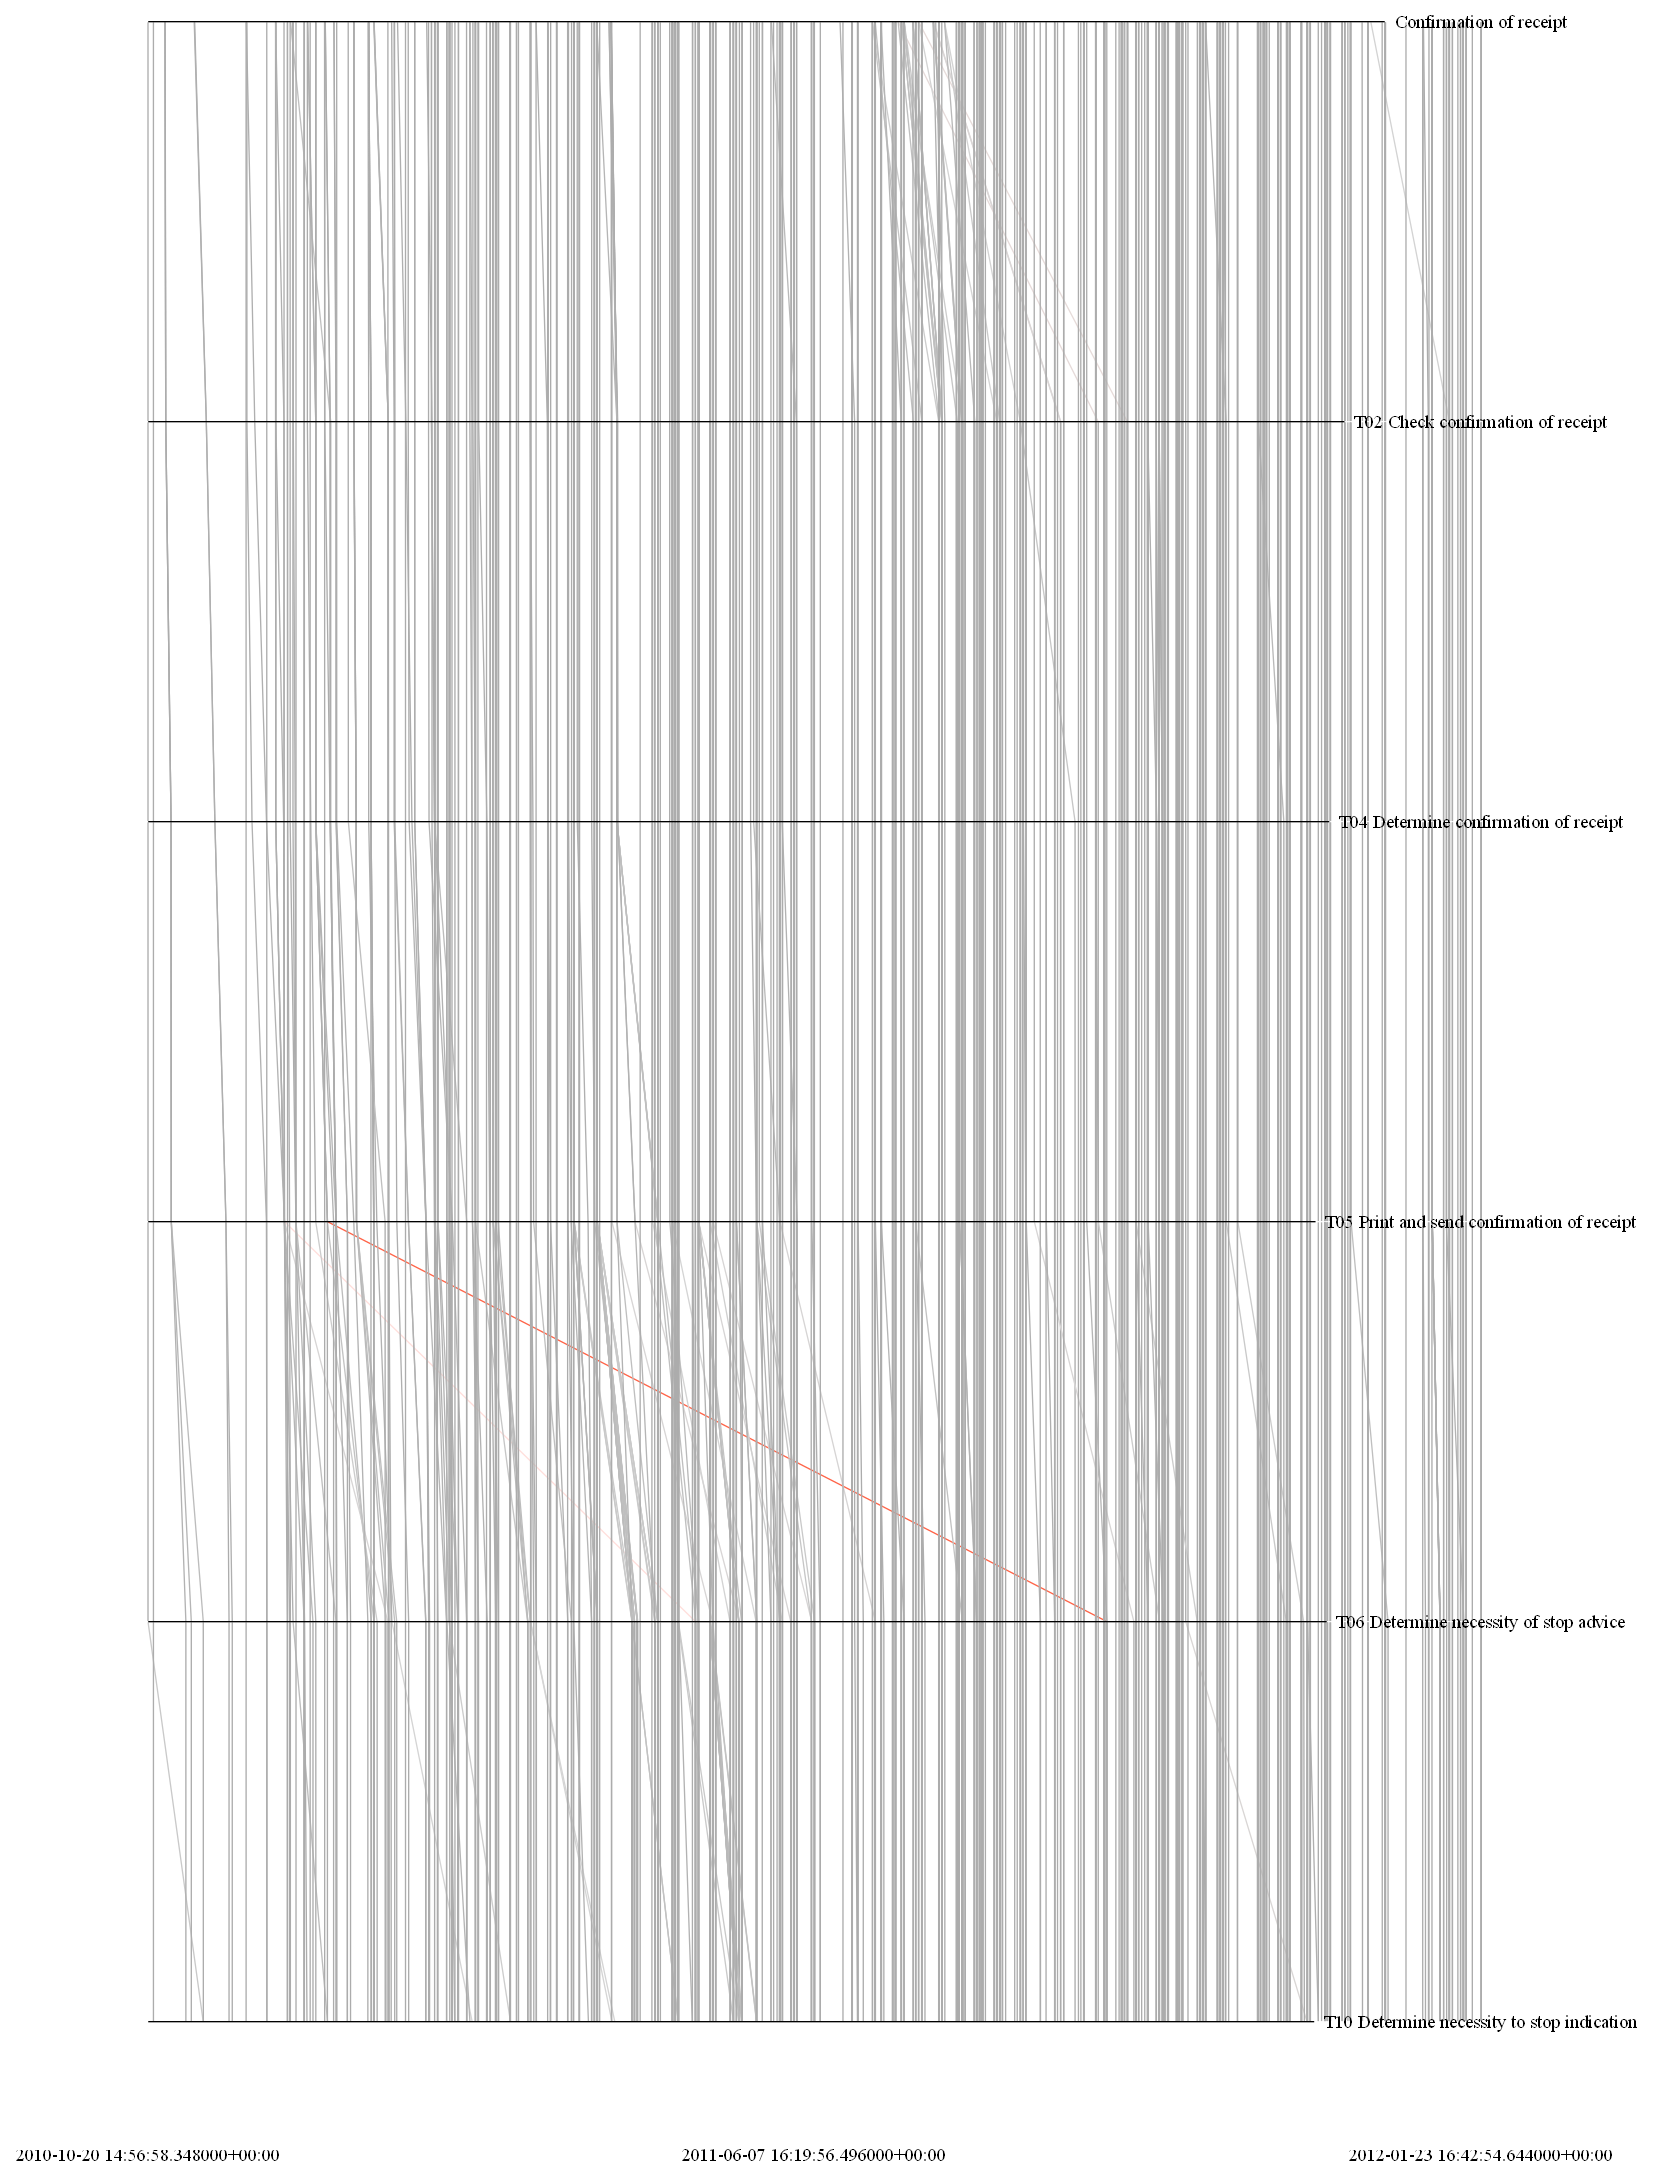 Confirmation of receipt
T02 Check confirmation of receipt
T04 Determine confirmation of receipt
T05 Print and send confirmation of receipt
T06 Determine necessity of stop advice
T10 Determine necessity to stop indication
2010-10-20 14:56:58.348000+00:00
2011-06-07 16:19:56.496000+00:00
2012-01-23 16:42:54.644000+00:00